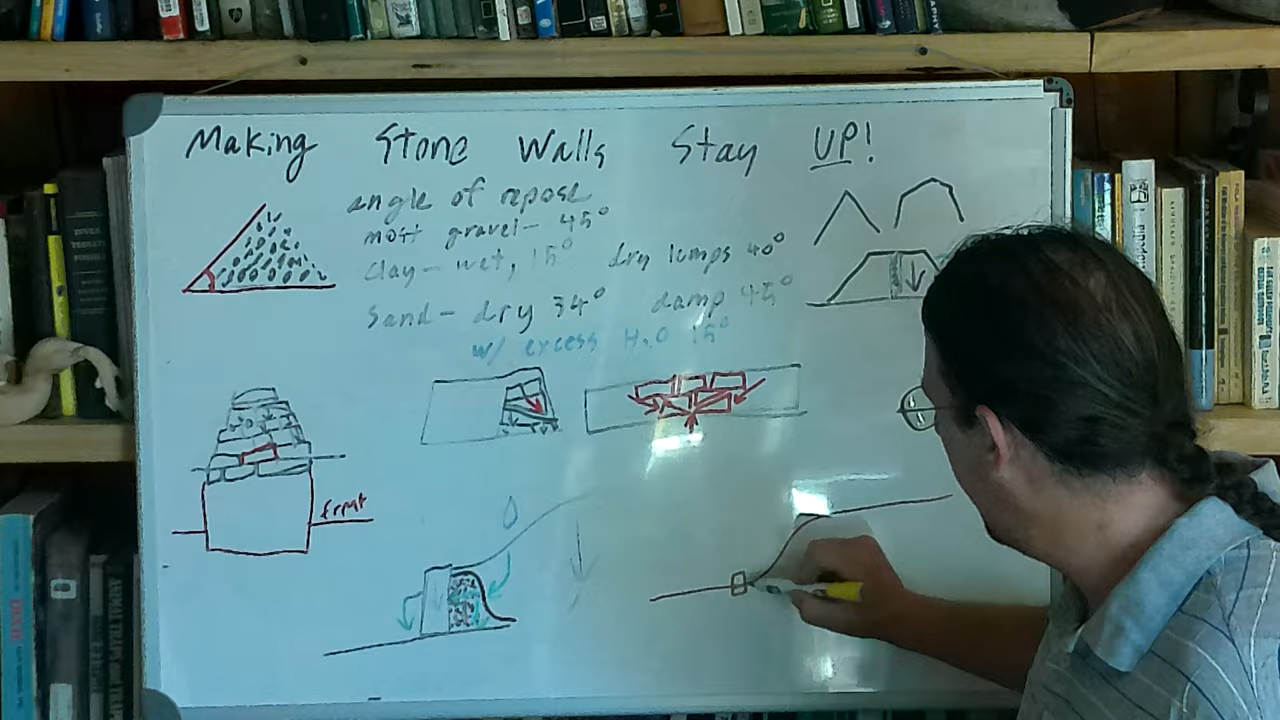 Making Stone Walls Stay UP!
angle of repose
most gravel - 45°
clay - wet, 15° dry lumps 40°
Sand - dry 34° damp 45°
w/ excess H2O 15°
frost